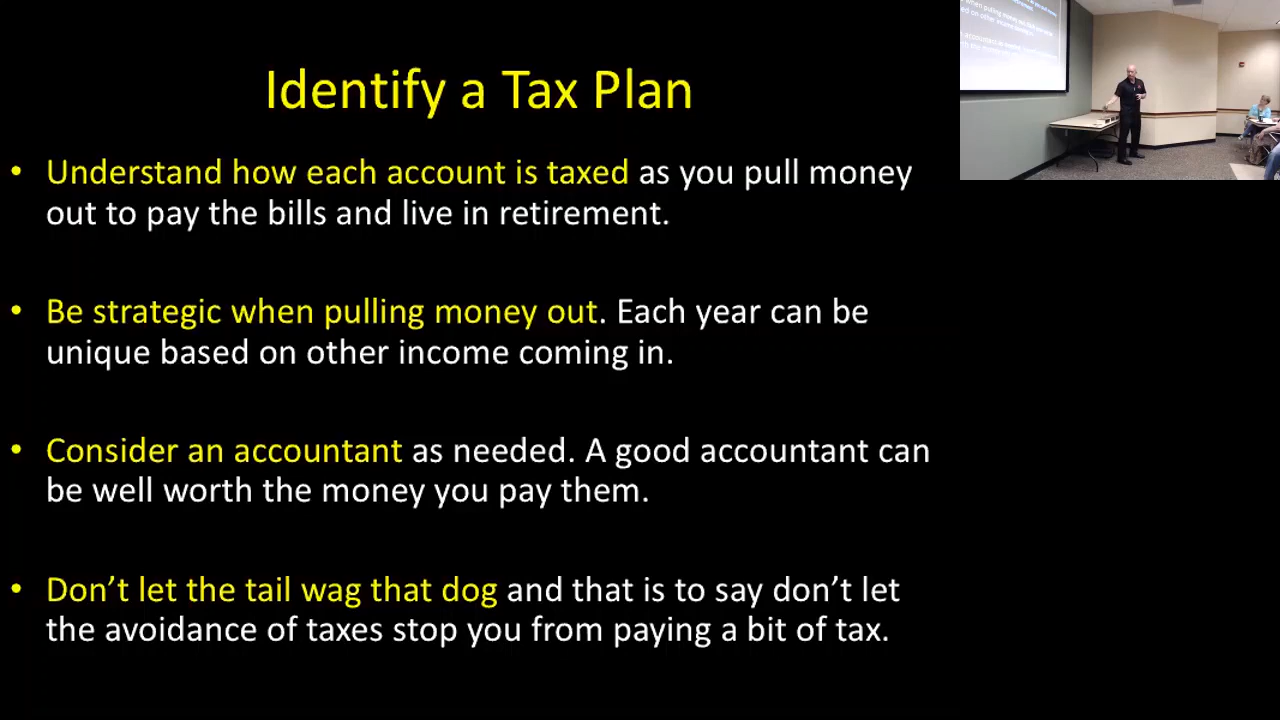 Identify a Tax Plan
• Understand how each account is taxed as you pull money
out to pay the bills and live in retirement.
• Be strategic when pulling money out. Each year can be
unique based on other income coming in.
• Consider an accountant as needed. A good accountant can
be well worth the money you pay them.
• Don’t let the tail wag that dog and that is to say don’t let
the avoidance of taxes stop you from paying a bit of tax.